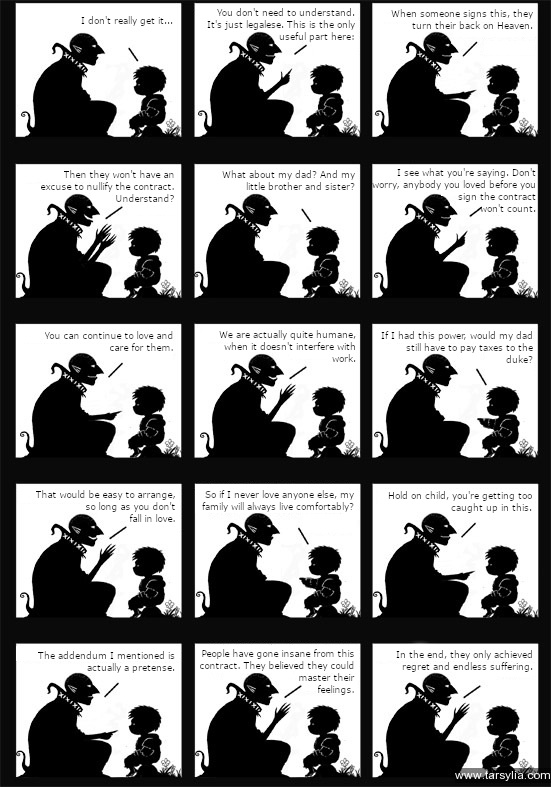 I don't really get it...
You don't need to understand.
It's just legalese. This is the only
useful part here:
When someone signs this, they
turn their back on Heaven.
Then they won't have an
excuse to nullify the contract.
Understand?
What about my dad? And my
little brother and sister?
I see what you're saying. Don't
worry, anybody you loved before you
sign the contract
won't count.
You can continue to love and
care for them.
We are actually quite humane,
when it doesn't interfere with
work.
If I had this power, would my dad
still have to pay taxes to the
duke?
That would be easy to arrange,
so long as you don't
fall in love.
So if I never love anyone else, my
family will always live comfortably?
Hold on child, you're getting too
caught up in this.
The addendum I mentioned is
actually a pretense.
People have gone insane from this
contract. They believed they could
master their
feelings.
In the end, they only achieved
regret and endless suffering.
www.tarsylia.com